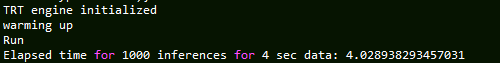 TRT engine initialized
warming up
Run
Elapsed time for 1000 inferences for 4 sec data: 4.028938293457031